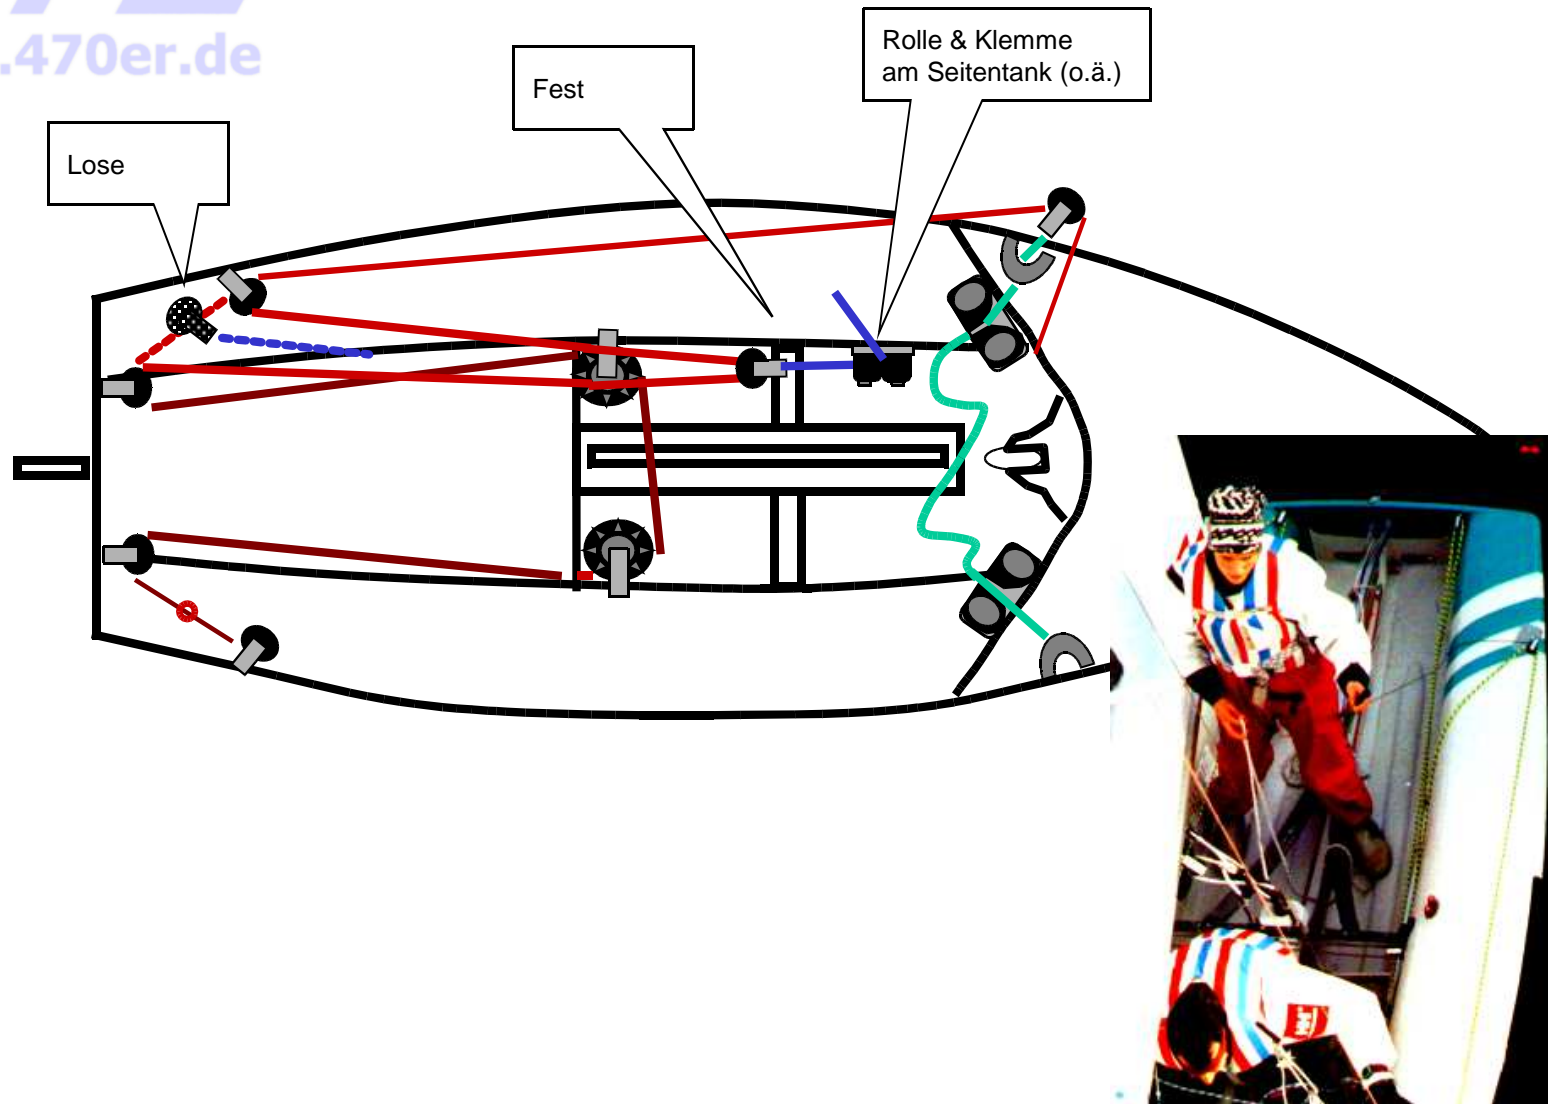 .470er.de
Rolle & Klemme
am Seitentank (o.ä.)
Fest
Lose